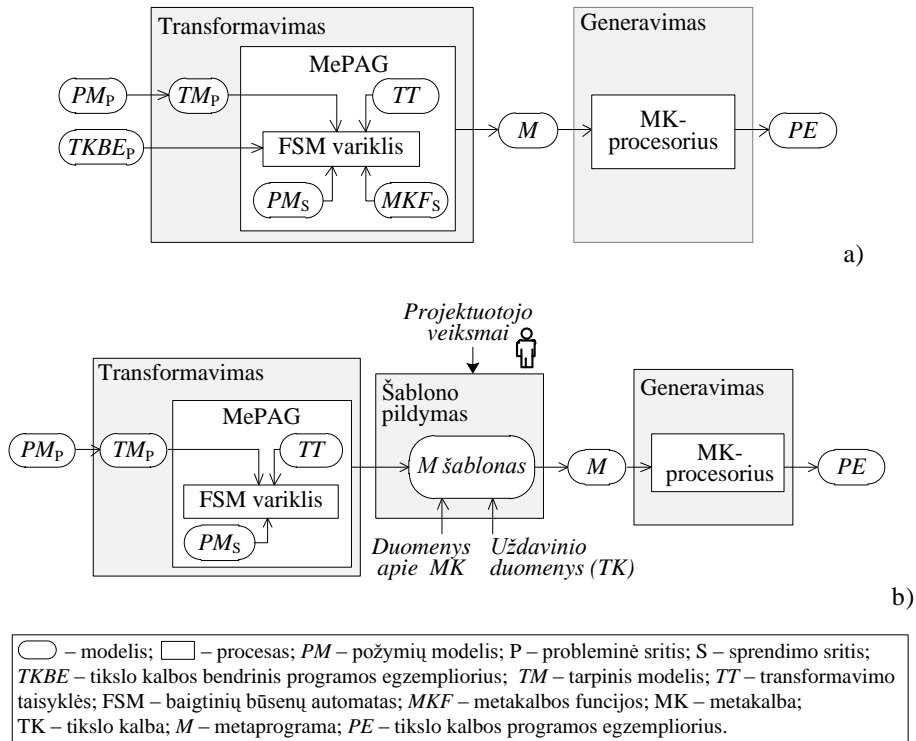 Transformavimas
Generavimas
MePAG
PMP
TMP
TT
MK-
procesorius
M
PE
TKBEP
FSM variklis
PMS
MKFS
a)
Projektuotojo
veiksmai
Transformavimas
Šablono
pildymas
Generavimas
MePAG
PMP
TMP
TT
M šablonas
M
MK-
procesorius
PE
FSM variklis
PMS
Duomenys
apie MK
Uždavinio
duomenys (TK)
b)
– modelis; – procesas; PM – požymių modelis; P – probleminė sritis; S – sprendimo sritis;
TKBE – tikslo kalbos bendrinis programos egzempliorius; TM – tarpinis modelis; TT – transformavimo
taisyklės; FSM – baigtinių būsenų automatas; MKF – metakalbos funcijos; MK – metakalba;
TK – tikslo kalba; M – metaprograma; PE – tikslo kalbos programos egzempliorius.